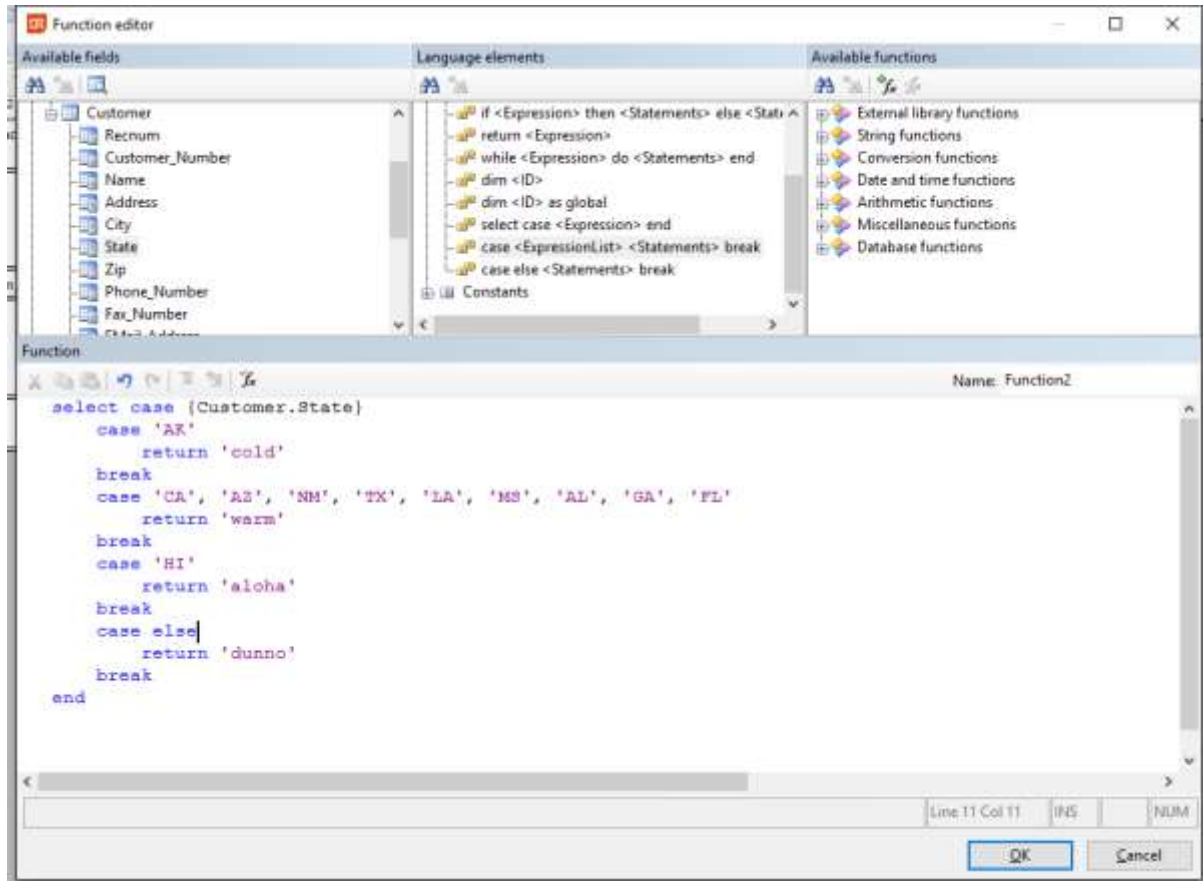 DR Function editor
Available fields
Language elements
Available functions
Customer
Recnum
Customer_Number
Name
Address
City
State
Zip
Phone_Number
Fax_Number
if <Expression> then <Statements> else <State
return <Expression>
while <Expression> do <Statements> end
dim <ID>
dim <ID> as global
select case <Expression> end
case <ExpressionList> <Statements> break
case else <Statements> break
Constants
External library functions
String functions
Conversion functions
Date and time functions
Arithmetic functions
Miscellaneous functions
Database functions
Function
Name: Function2
select case {Customer.State}
case 'AK'
return 'cold'
break
case 'CA', 'AZ', 'NM', 'TX', 'LA', 'MS', 'AL', 'GA', 'FL'
return 'warm'
break
case 'HI'
return 'aloha'
break
case else
return 'dunno'
break
end
Line 11 Col 11 INS NUM
OK Cancel